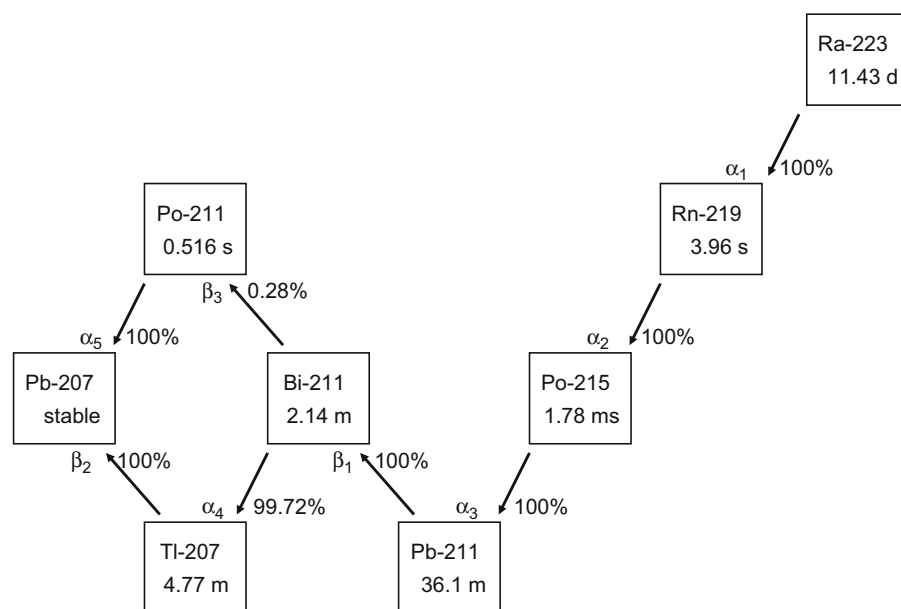 Ra-223
11.43 d
α₁ 100%
Po-211
0.516 s
Rn-219
3.96 s
β₃ 0.28%
α₅ 100%
α₂ 100%
Pb-207
stable
Bi-211
2.14 m
Po-215
1.78 ms
β₂ 100%
β₁ 100%
α₄ 99.72%
α₃ 100%
Tl-207
4.77 m
Pb-211
36.1 m